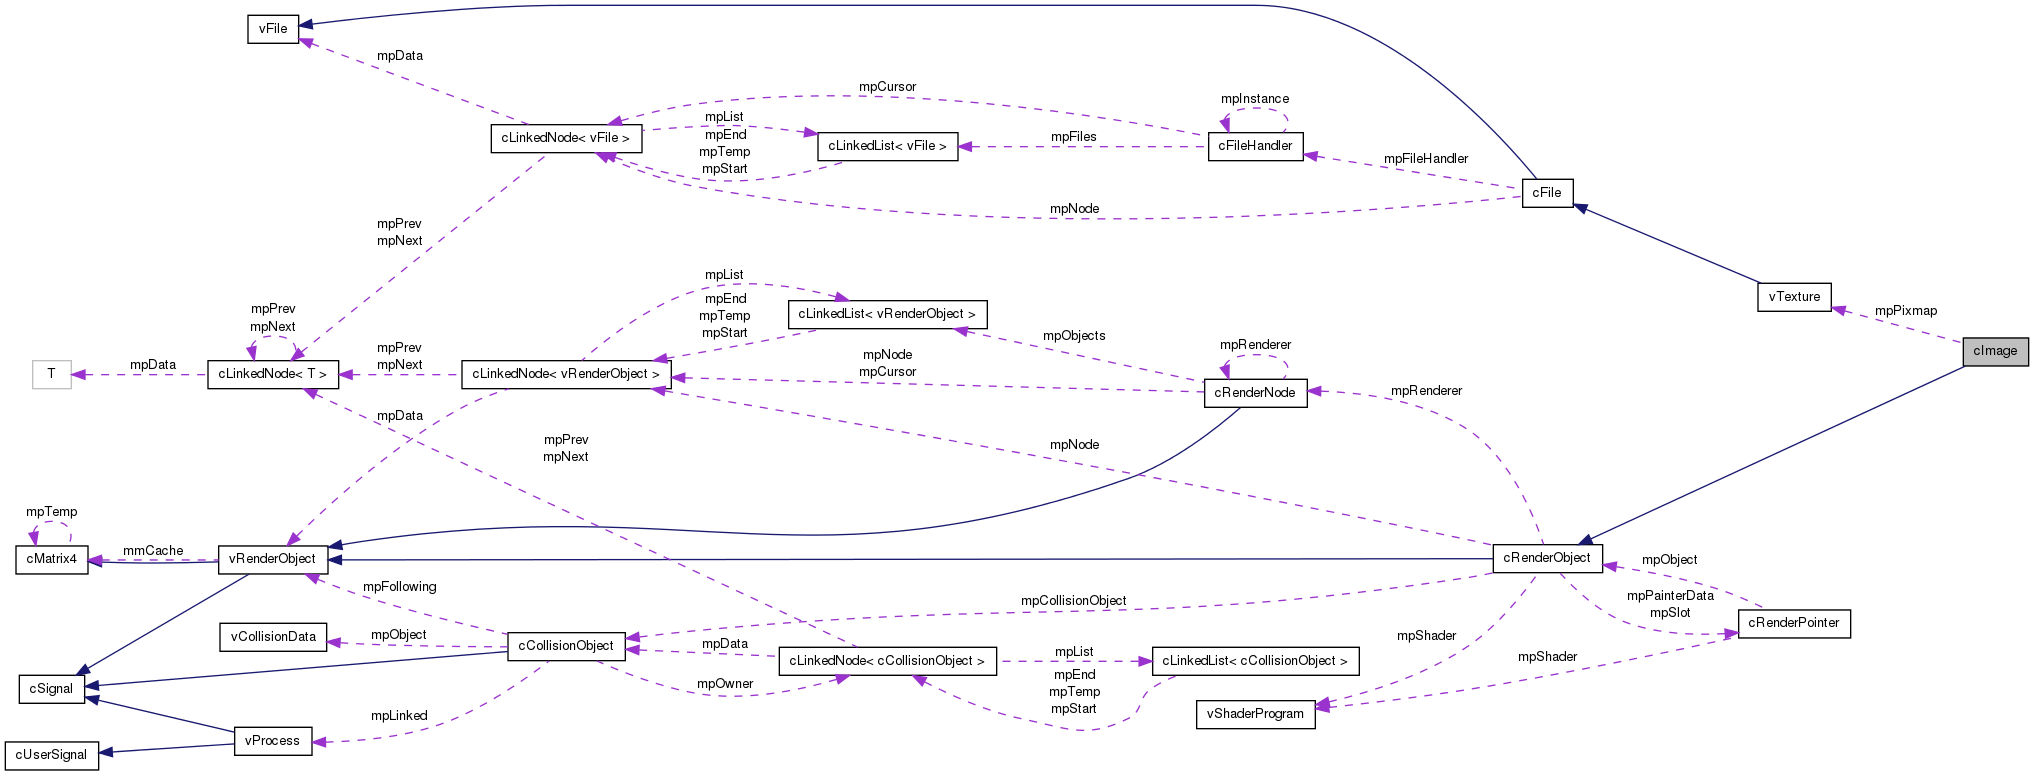 vFile
mpData
mpCursor
mpInstance
cLinkedNode< vFile >
mpList
mpEnd
mpTemp
mpStart
cLinkedList< vFile >
mpFiles
cFileHandler
mpFileHandler
cFile
mpNode
mpPrev
mpNext
vTexture
mpPixmap
cImage
mpList
mpEnd
mpTemp
mpStart
cLinkedList< vRenderObject >
mpObjects
mpRenderer
mpPrev
mpNext
T
mpData
cLinkedNode< T >
mpPrev
mpNext
cLinkedNode< vRenderObject >
mpNode
mpCursor
cRenderNode
mpRenderer
mpData
mpPrev
mpNext
mpNode
mpTemp
cMatrix4
mmCache
vRenderObject
cRenderObject
mpObject
mpFollowing
mpCollisionObject
mpPainterData
mpSlot
cRenderPointer
vCollisionData
mpObject
cCollisionObject
mpData
cLinkedNode< cCollisionObject >
mpList
mpEnd
mpTemp
mpStart
cLinkedList< cCollisionObject >
mpShader
mpShader
cSignal
mpOwner
mpLinked
vShaderProgram
vProcess
cUserSignal